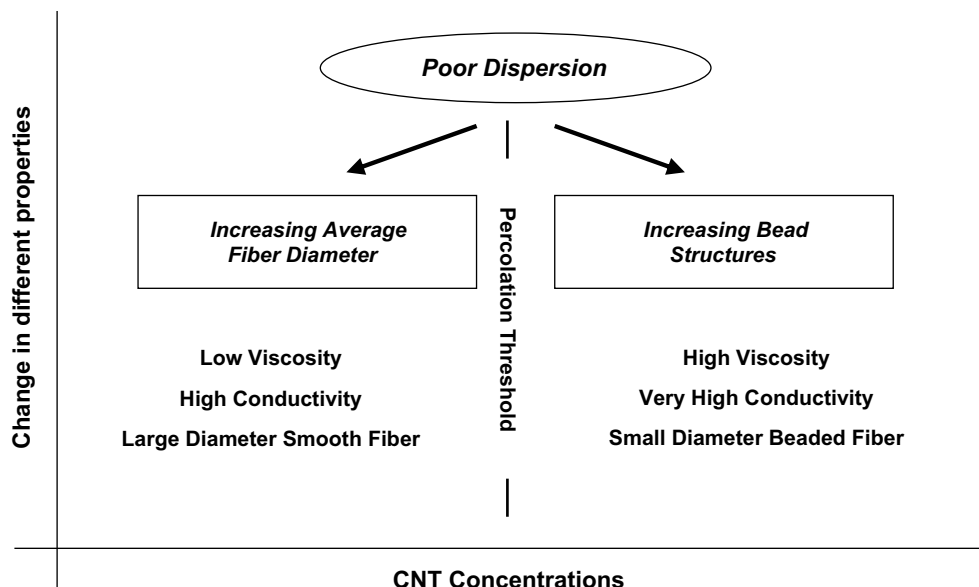 Poor Dispersion
Change in different properties
Increasing Average
Fiber Diameter
Percolation Threshold
Increasing Bead
Structures
Low Viscosity
High Conductivity
Large Diameter Smooth Fiber
High Viscosity
Very High Conductivity
Small Diameter Beaded Fiber
CNT Concentrations